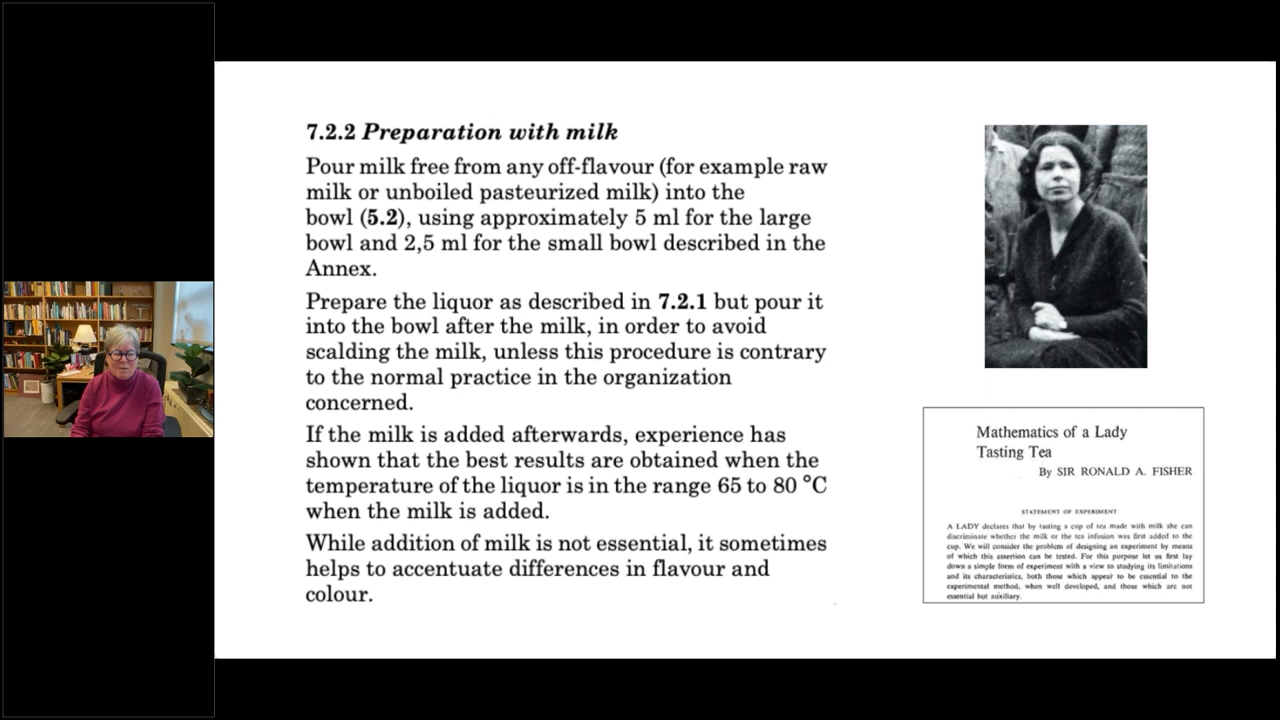 7.2.2 Preparation with milk
Pour milk free from any off-flavour (for example raw
milk or unboiled pasteurized milk) into the
bowl (5.2), using approximately 5 ml for the large
bowl and 2,5 ml for the small bowl described in the
Annex.
Prepare the liquor as described in 7.2.1 but pour it
into the bowl after the milk, in order to avoid
scalding the milk, unless this procedure is contrary
to the normal practice in the organization
concerned.
If the milk is added afterwards, experience has
shown that the best results are obtained when the
temperature of the liquor is in the range 65 to 80 °C
when the milk is added.
While addition of milk is not essential, it sometimes
helps to accentuate differences in flavour and
colour.
Mathematics of a Lady
Tasting Tea
By SIR RONALD A. FISHER
STATEMENT OF EXPERIMENT
A LADY declares that by tasting a cup of tea made with milk she can
discriminate whether the milk or the tea infusion was first added to the
cup. We will consider the problem of designing an experiment by means
of which this assertion can be tested. For this purpose let us first lay
down a simple form of experiment with a view to studying its limitations
and its characteristics, both those which appear to be essential to the
experimental method, when well developed, and those which are not
essential but auxiliary.